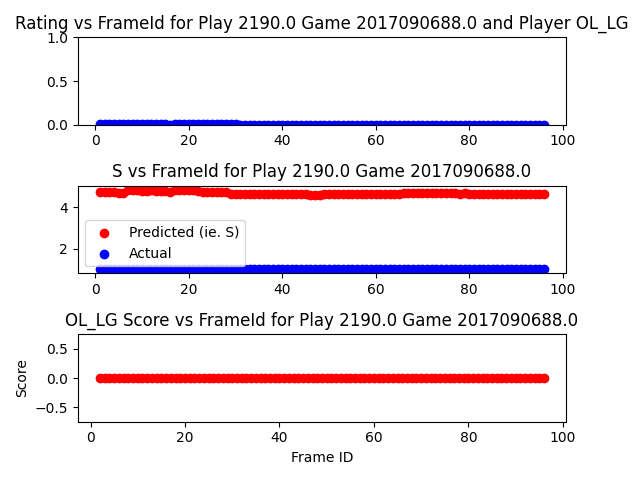 Rating vs FrameId for Play 2190.0 Game 2017090688.0 and Player OL_LG
1.0
0.5
0.0
0 20 40 60 80 100
S vs FrameId for Play 2190.0 Game 2017090688.0
4
2
Predicted (ie. S)
Actual
0 20 40 60 80 100
OL_LG Score vs FrameId for Play 2190.0 Game 2017090688.0
Score
0.5
0.0
−0.5
0 20 40 60 80 100
Frame ID